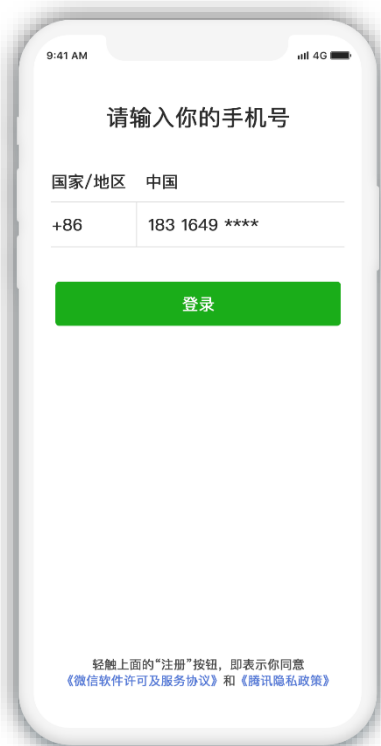 9:41 AM 4G
请输入你的手机号
国家/地区 中国
+86 183 1649 ****
登录
轻触上面的“注册”按钮，即表示你同意
《微信软件许可及服务协议》和《腾讯隐私政策》